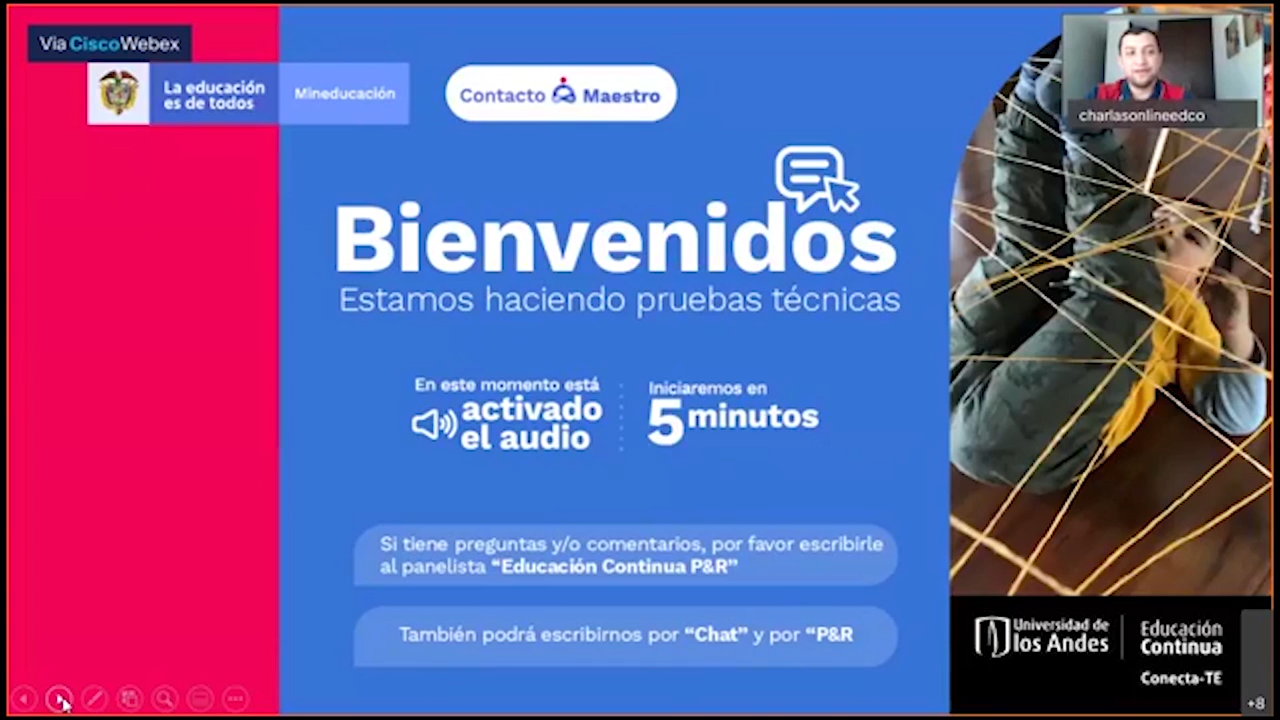 Via CiscoWebex
La educación
es de todos
Mineducación
Contacto Maestro
charlasonlineedco
Bienvenidos
Estamos haciendo pruebas técnicas
En este momento está
activado
el audio
Iniciaremos en
5 minutos
Si tiene preguntas y/o comentarios, por favor escribirle
al panelista “Educación Continua P&R”
También podrá escribirnos por “Chat” y por “P&R
Universidad de
los Andes
Educación
Continua
Conecta-TE
+8